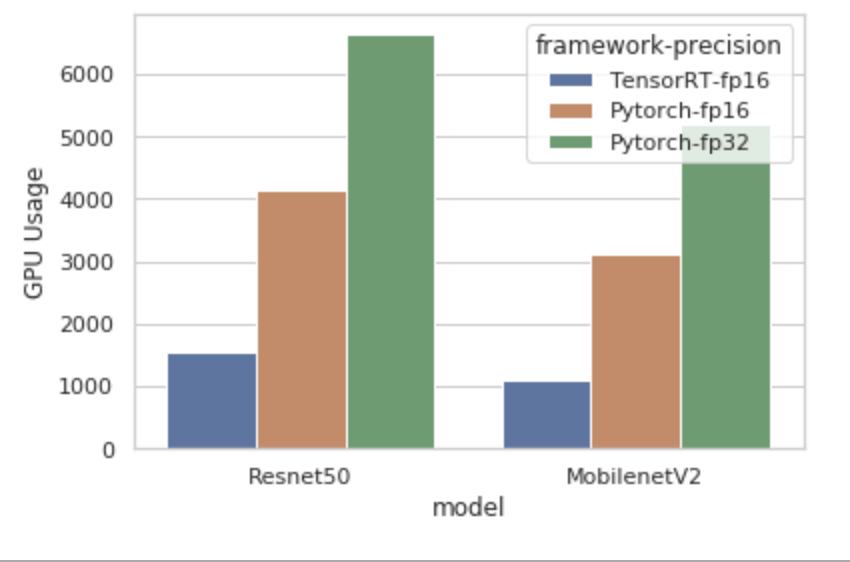 framework-precision
TensorRT-fp16
Pytorch-fp16
Pytorch-fp32
GPU Usage
6000
5000
4000
3000
2000
1000
0
Resnet50 MobilenetV2
model